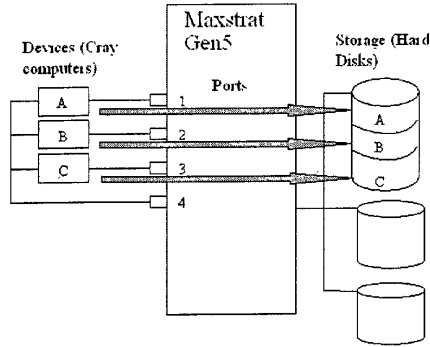 Maxstrat
Gen5
Devices (Cray
computers)
Storage (Hard
Disks)
Ports
A
1
A
B
2
B
C
3
C
4